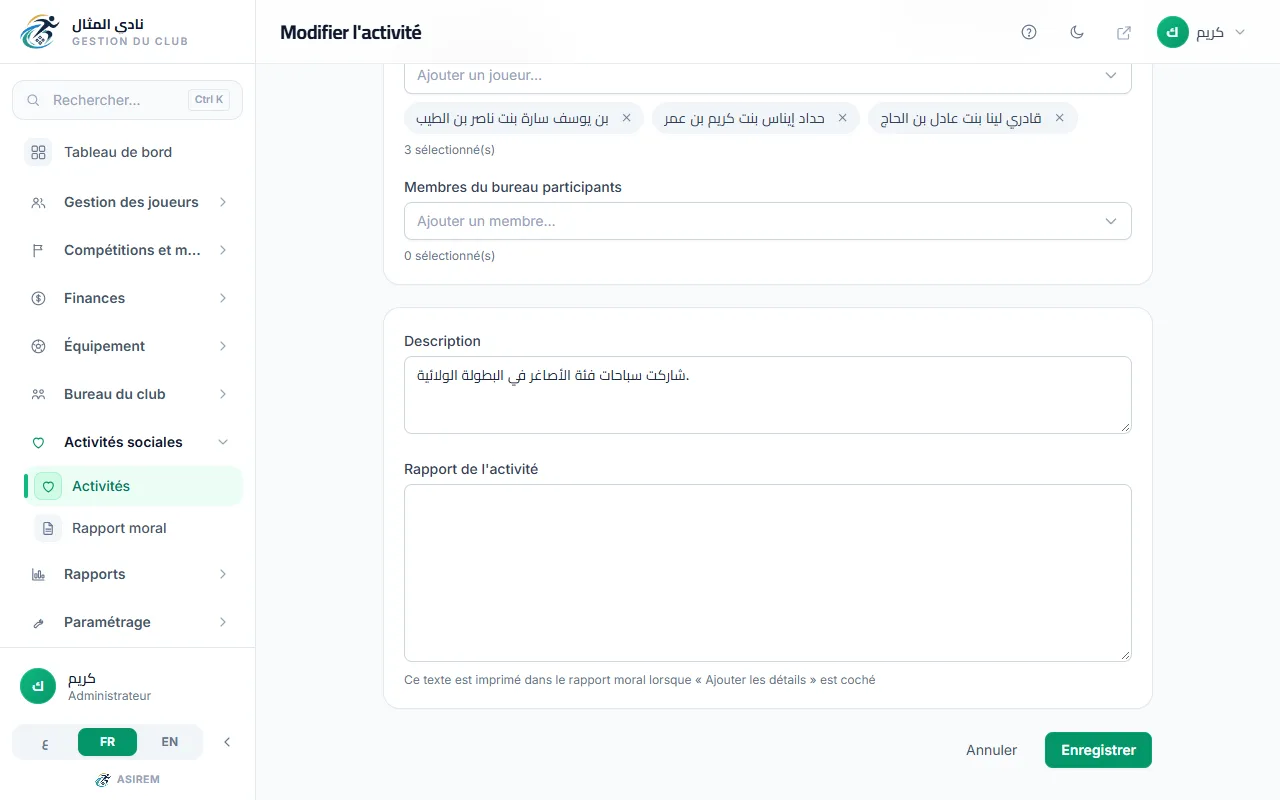 نادي المثال
GESTION DU CLUB
Modifier l'activité
ك
كريم
Rechercher...
Ctrl K
Tableau de bord
Gestion des joueurs
Compétitions et m...
Finances
Équipement
Bureau du club
Activités sociales
Activités
Rapport moral
Rapports
Paramétrage
ك
كريم
Administrateur
ع
FR
EN
ASIREM
Ajouter un joueur...
بن يوسف سارة بنت ناصر بن الطيب ×
حداد إيناس بنت كريم بن عمر ×
قادري لينا بنت عادل بن الحاج ×
3 sélectionné(s)
Membres du bureau participants
Ajouter un membre...
0 sélectionné(s)
Description
شاركت سباحات فئة الأصاغر في البطولة الولائية.
Rapport de l'activité
Ce texte est imprimé dans le rapport moral lorsque « Ajouter les détails » est coché
Annuler
Enregistrer